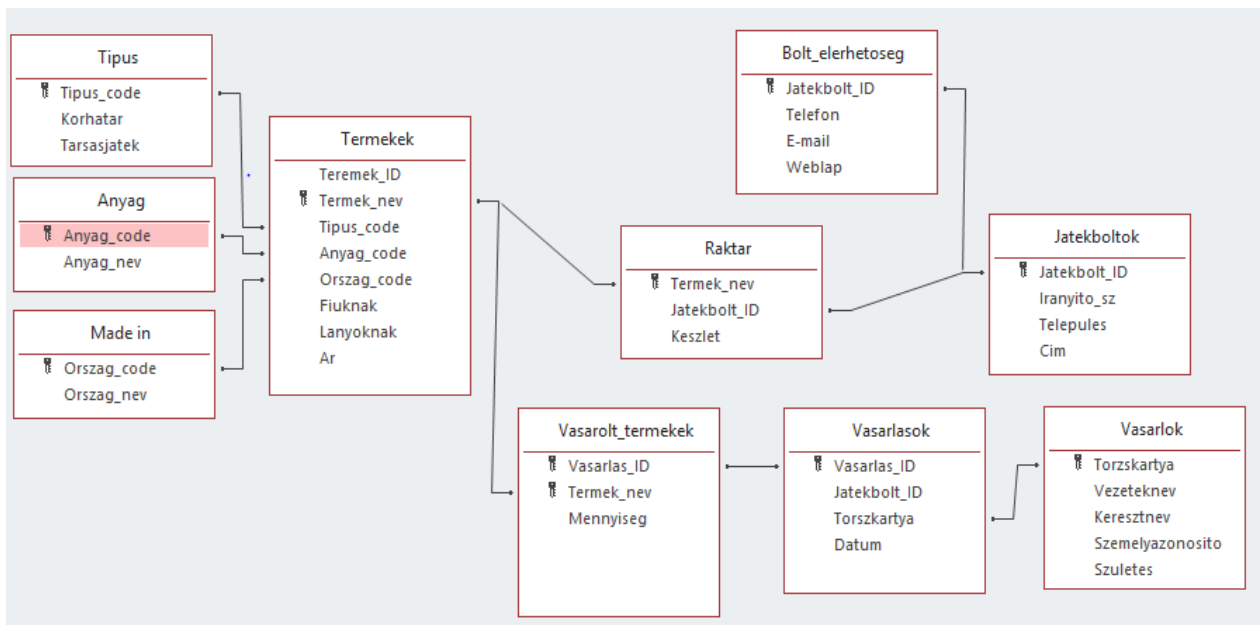 Tipus
Tipus_code
Korhatar
Tarsasjatek
Anyag
Anyag_code
Anyag_nev
Made in
Orszag_code
Orszag_nev
Termekek
Teremek_ID
Termek_nev
Tipus_code
Anyag_code
Orszag_code
Fiuknak
Lanyoknak
Ar
Bolt_elerhetoseg
Jatekbolt_ID
Telefon
E-mail
Weblap
Raktar
Termek_nev
Jatekbolt_ID
Keszlet
Jatekboltok
Jatekbolt_ID
Iranyito_sz
Telepules
Cim
Vasarolt_termekek
Vasarlas_ID
Termek_nev
Mennyiseg
Vasarlasok
Vasarlas_ID
Jatekbolt_ID
Torszkartya
Datum
Vasarlok
Torzskartya
Vezeteknev
Keresztnev
Szemelyazonosito
Szuletes